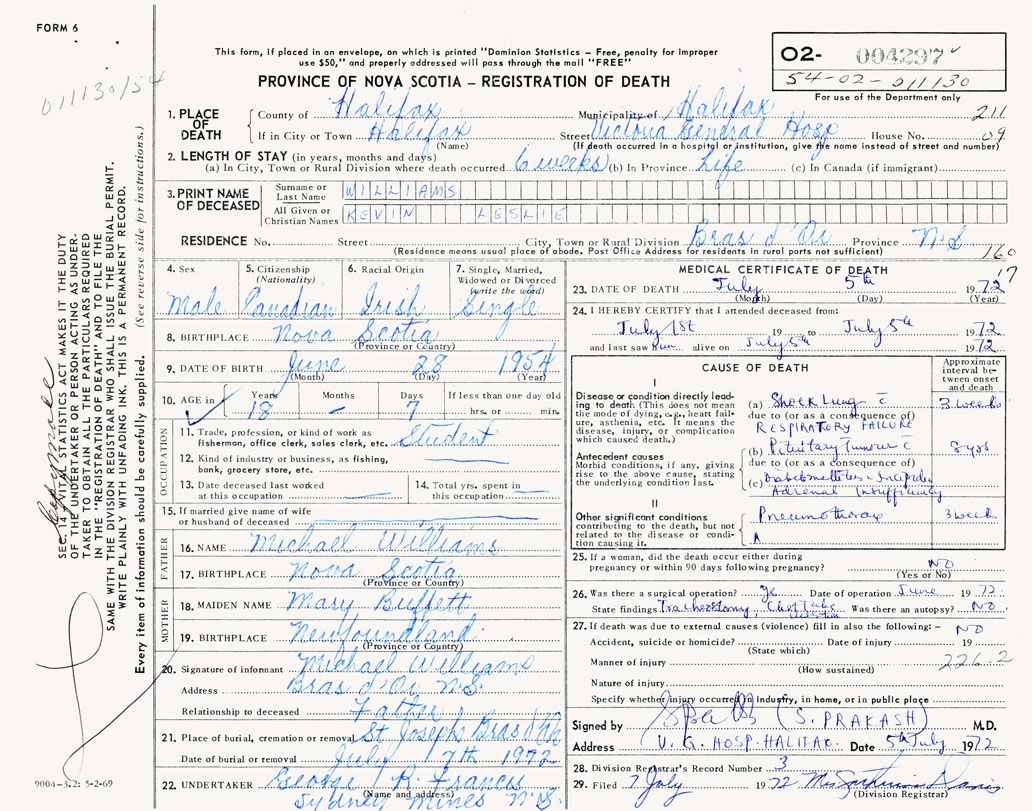 FORM 6
011130/54
This form, if placed in an envelope, on which is printed "Dominion Statistics – Free, penalty for improper
use $50," and properly addressed will pass through the mail "FREE"
PROVINCE OF NOVA SCOTIA – REGISTRATION OF DEATH
O2- 004297
54-02-011130
For use of the Department only
1. PLACE OF DEATH
County of Halifax Municipality of Halifax 211
If in City or Town Halifax Street Victoria General Hosp House No. 09
(Name) (If death occurred in a hospital or institution, give the name instead of street and number)
2. LENGTH OF STAY (in years, months and days)
(a) In City, Town or Rural Division where death occurred 6 weeks (b) In Province Life (c) In Canada (if immigrant)
3. PRINT NAME OF DECEASED
Surname or Last Name WILLIAMS
All Given or Christian Names KEVIN LESLIE
RESIDENCE No. Street City, Town or Rural Division Bras d'Or Province N.S
(Residence means usual place of abode. Post Office Address for residents in rural parts not sufficient) 160
17
4. Sex Male
5. Citizenship (Nationality) Canadian
6. Racial Origin Irish
7. Single, Married, Widowed or Divorced (write the word) Single
8. BIRTHPLACE Nova Scotia
(Province or Country)
9. DATE OF BIRTH June 28 1954
(Month) (Day) (Year)
10. AGE in Years Months Days If less than one day old
18 – 7 hrs. or min.
OCCUPATION
11. Trade, profession, or kind of work as
fisherman, office clerk, sales clerk, etc. Student
12. Kind of industry or business, as fishing,
bank, grocery store, etc.
13. Date deceased last worked
at this occupation
14. Total yrs. spent in
this occupation
15. If married give name of wife
or husband of deceased
FATHER
16. NAME Michael Williams
17. BIRTHPLACE Nova Scotia
(Province or Country)
MOTHER
18. MAIDEN NAME Mary Buffett
19. BIRTHPLACE Newfoundland
(Province or Country)
20. Signature of informant Michael Williams
Address Bras d'Or N.S.
Relationship to deceased Father
21. Place of burial, cremation or removal St Josephs Bras d'Or
Date of burial or removal July 7th 1972
22. UNDERTAKER George R. Francis
(Name and address)
Sydney Mines N.S.
MEDICAL CERTIFICATE OF DEATH
23. DATE OF DEATH July 5th 1972
(Month) (Day) (Year)
24. I HEREBY CERTIFY that I attended deceased from:
July 1st 19 to July 5th 1972
and last saw him alive on July 5th 1972
CAUSE OF DEATH
Approximate interval between onset and death
I
Disease or condition directly leading to death (This does not mean the mode of dying, e.g., heart failure, asthenia, etc. It means the disease, injury, or complication which caused death.)
(a) Shock Lung c̄ 3 weeks
due to (or as a consequence of)
RESPIRATORY FAILURE
Antecedent causes
Morbid conditions, if any, giving rise to the above cause, stating the underlying condition last.
(b) Pituitary Tumour c̄ 8 yrs
due to (or as a consequence of)
(c) Diabetes Insipidus
Adrenal Insufficiency
II
Other significant conditions
contributing to the death, but not related to the disease or condition causing it.
Pneumothorax 3 week
25. If a woman, did the death occur either during
pregnancy or within 90 days following pregnancy? NO
(Yes or No)
26. Was there a surgical operation? Date of operation June 1972
State findings Tracheotomy Chest Tube Was there an autopsy? NO
27. If death was due to external causes (violence) fill in also the following:– NO
Accident, suicide or homicide? Date of injury 19
(State which)
Manner of injury 226.2
(How sustained)
Nature of injury
Specify whether injury occurred in industry, in home, or in public place
Signed by (S. PRAKASH) M.D.
Address V. G. HOSP. HALIFAX. Date 5th July 1972
28. Division Registrar's Record Number 3
29. Filed 7 July 1972
(Division Registrar)
SEC. 14 VITAL STATISTICS ACT MAKES IT THE DUTY
OF THE UNDERTAKER OR PERSON ACTING AS UNDER-
TAKER TO OBTAIN ALL THE PARTICULARS REQUIRED
IN THE "REGISTRATION OF DEATH" AND TO FILE THE
SAME WITH THE DIVISION REGISTRAR WHO SHALL ISSUE THE BURIAL PERMIT.
WRITE PLAINLY WITH UNFADING INK. THIS IS A PERMANENT RECORD.
Every item of information should be carefully supplied. (See reverse side for instructions.)
9004-3.2: 5-2-69